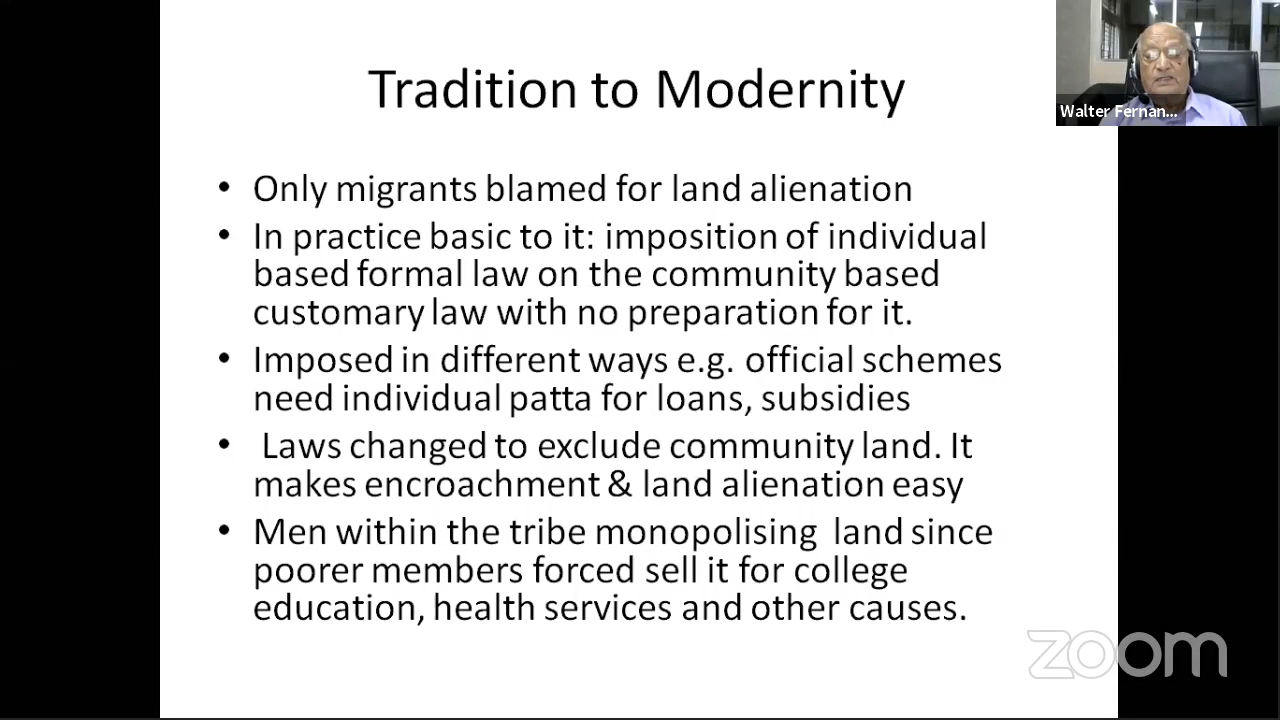 Tradition to Modernity
Walter Fernan...
• Only migrants blamed for land alienation
• In practice basic to it: imposition of individual
based formal law on the community based
customary law with no preparation for it.
• Imposed in different ways e.g. official schemes
need individual patta for loans, subsidies
• Laws changed to exclude community land. It
makes encroachment & land alienation easy
• Men within the tribe monopolising land since
poorer members forced sell it for college
education, health services and other causes.
zoom